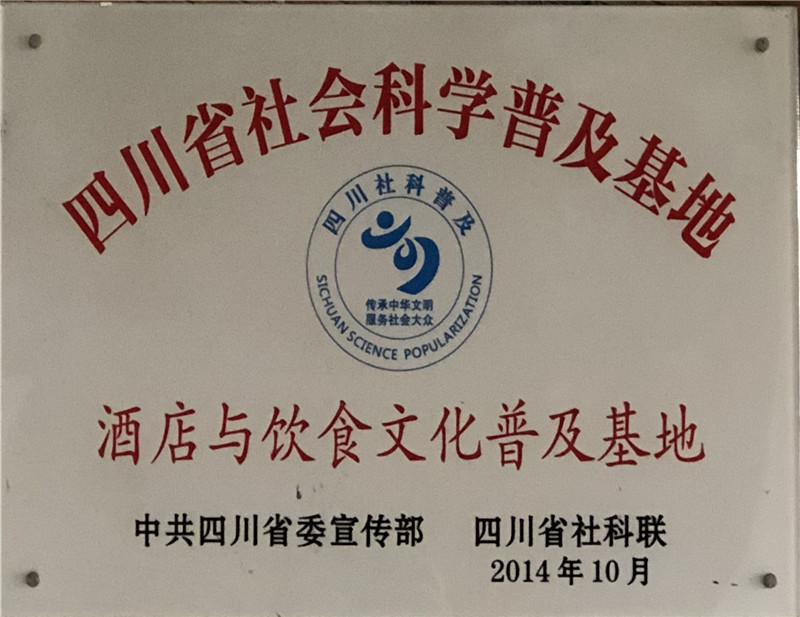 四川省社会科学普及基地
四川社科普及
传承中华文明
服务社会大众
SICHUAN SCIENCE POPULARIZATION
酒店与饮食文化普及基地
中共四川省委宣传部 四川省社科联
2014年10月